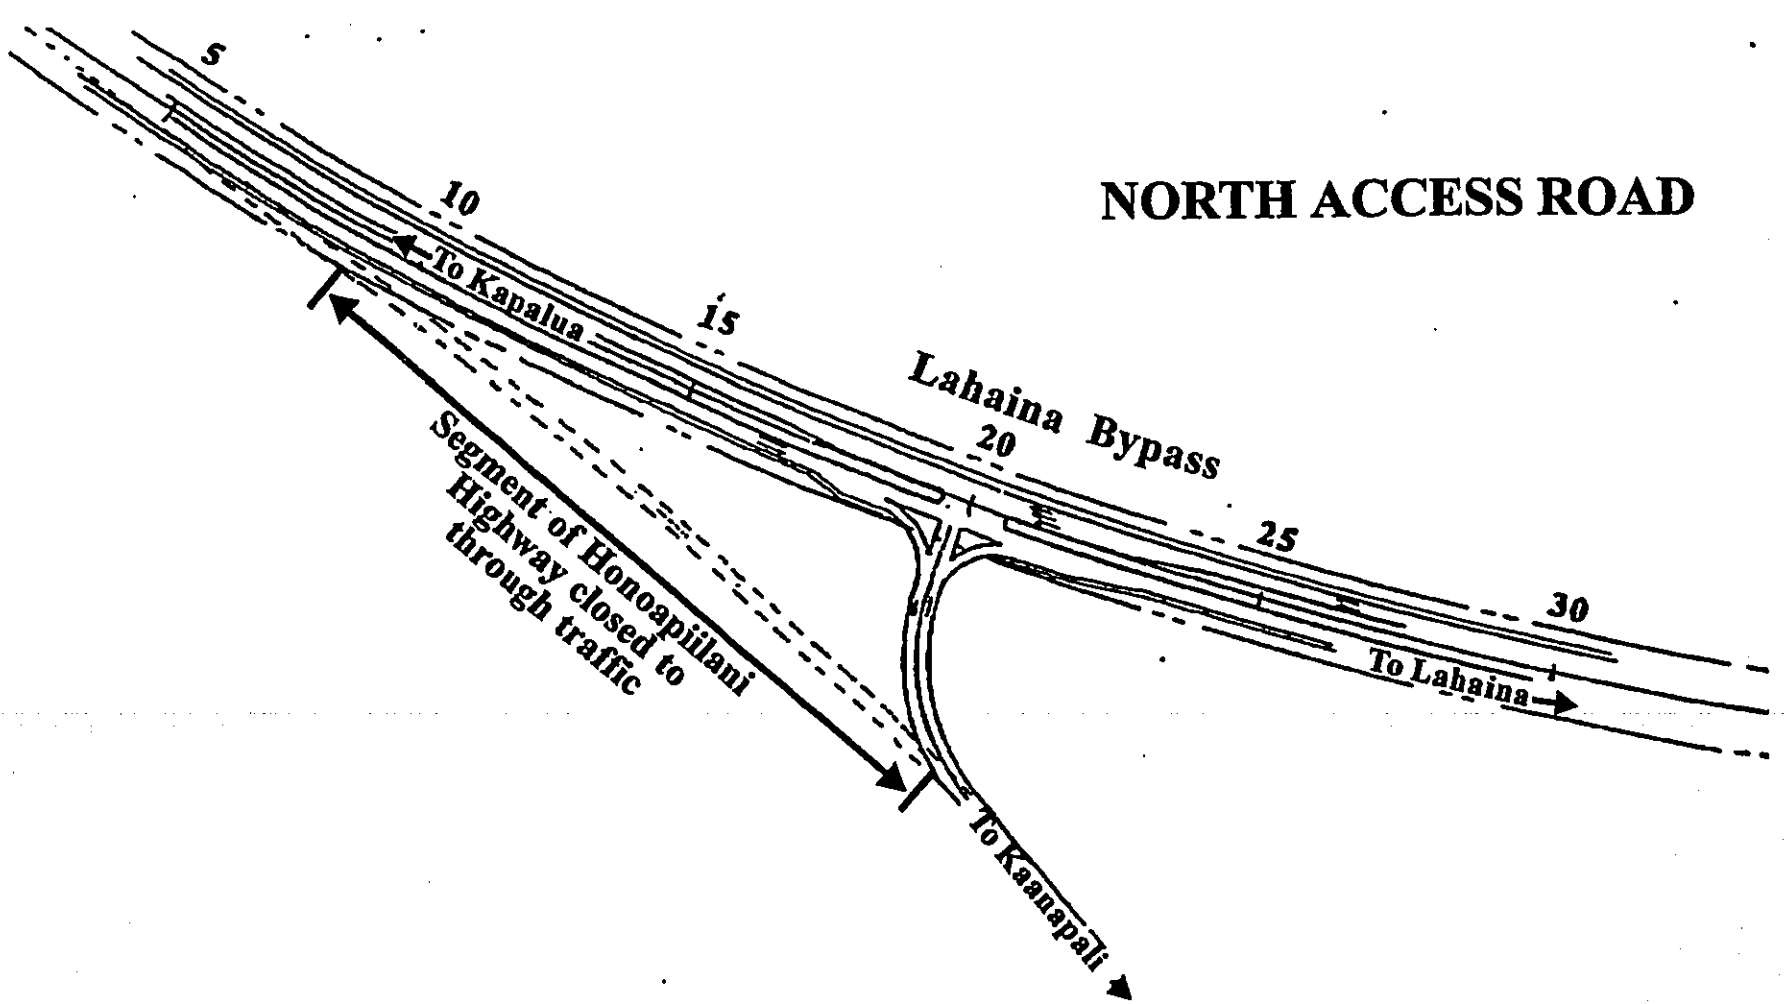 NORTH ACCESS ROAD
5
10
15
20
25
30
Lahaina Bypass
To Kapalua
To Lahaina
Segment of Honoapiilani
Highway closed to
through traffic
To Kaanapali